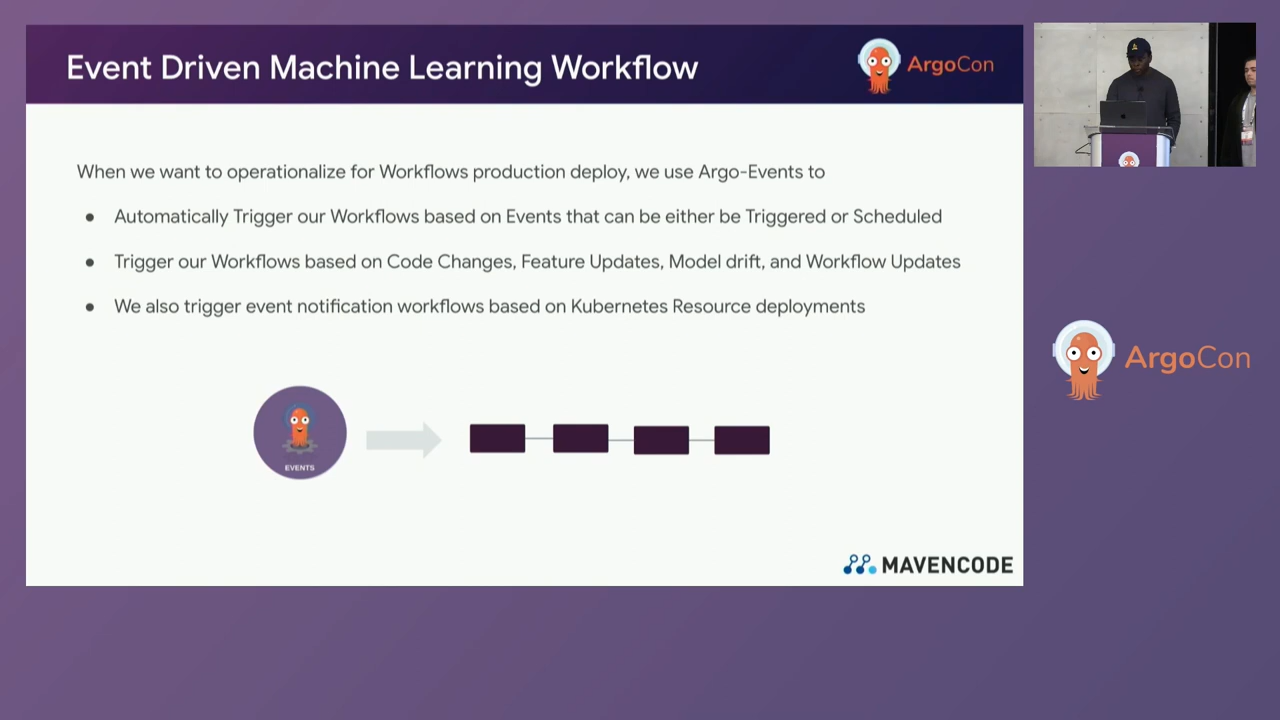 Event Driven Machine Learning Workflow
ArgoCon
When we want to operationalize for Workflows production deploy, we use Argo-Events to
● Automatically Trigger our Workflows based on Events that can be either be Triggered or Scheduled
● Trigger our Workflows based on Code Changes, Feature Updates, Model drift, and Workflow Updates
● We also trigger event notification workflows based on Kubernetes Resource deployments
EVENTS
MAVENCODE
ArgoCon